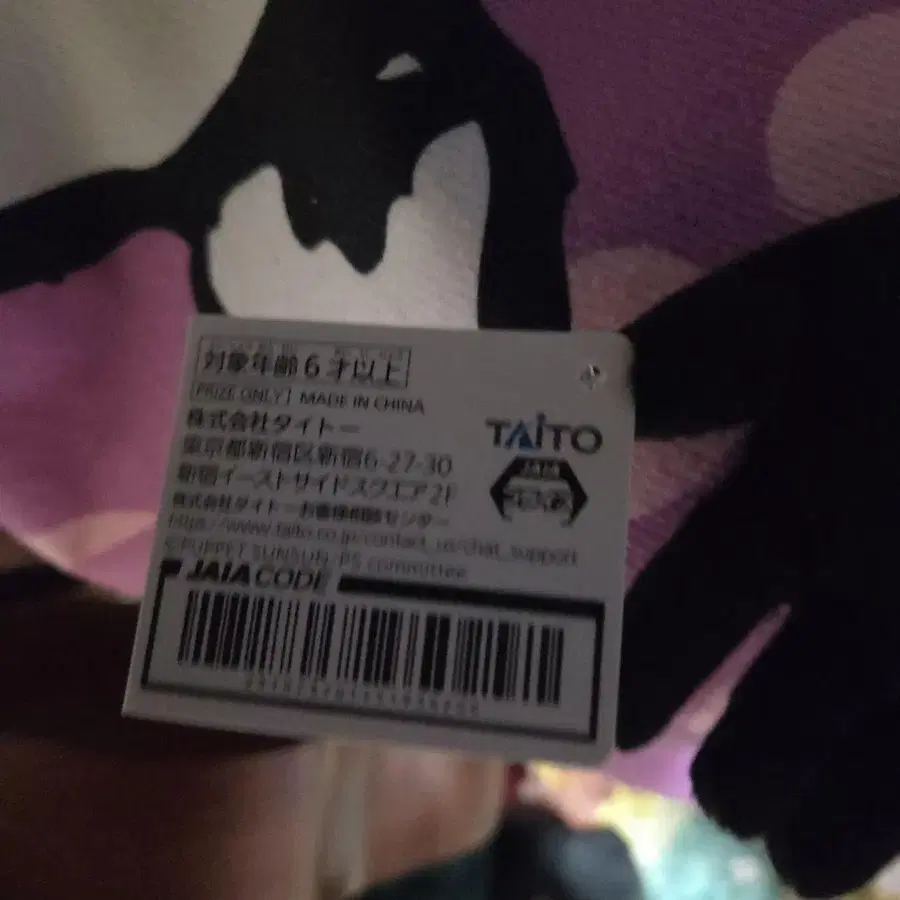 対象年齢6才以上
[PRIZE ONLY] MADE IN CHINA
株式会社タイトー
東京都新宿区新宿6-27-30
新宿イーストサイドスクエア2F
株式会社タイトーお客様相談センター
https://www.taito.co.jp/contact_us/chat_support
©PUPPET SUNSUN, PS committee
TAITO
JAIA
JAIA CODE